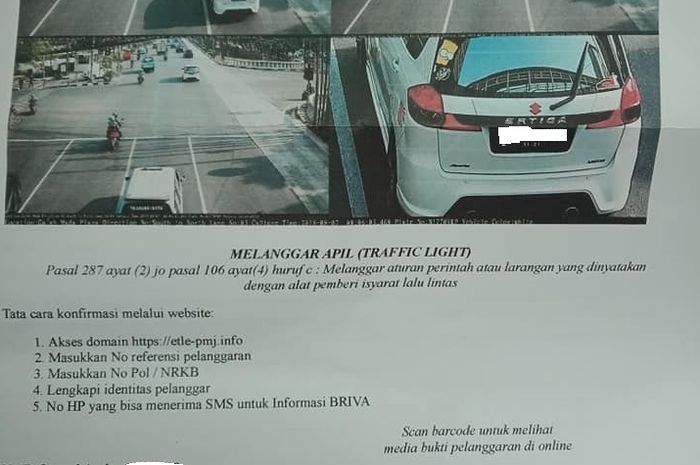 ERTIGA
11·21
MELANGGAR APIL (TRAFFIC LIGHT)
Pasal 287 ayat (2) jo pasal 106 ayat(4) huruf c : Melanggar aturan perintah atau larangan yang dinyatakan
dengan alat pemberi isyarat lalu lintas
Tata cara konfirmasi melalui website:
1. Akses domain https://etle-pmj.info
2. Masukkan No referensi pelanggaran
3. Masukkan No Pol / NRKB
4. Lengkapi identitas pelanggar
5. No HP yang bisa menerima SMS untuk Informasi BRIVA
Scan barcode untuk melihat
media bukti pelanggaran di online